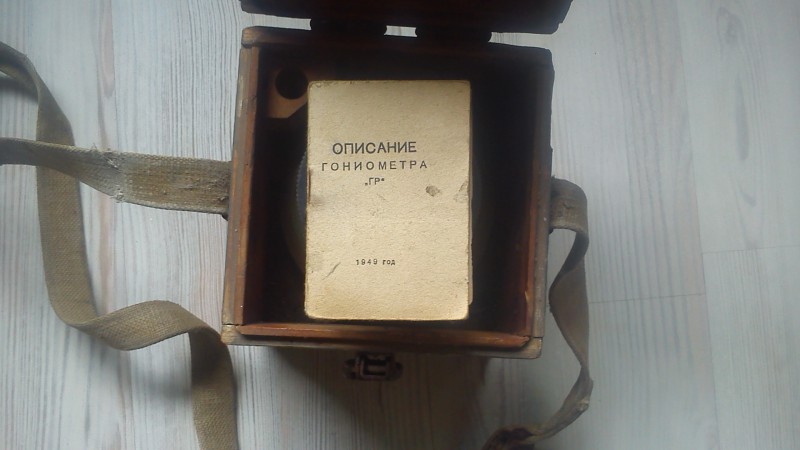 ОПИСАНИЕ
ГОНИОМЕТРА
„ГР“
1949 год